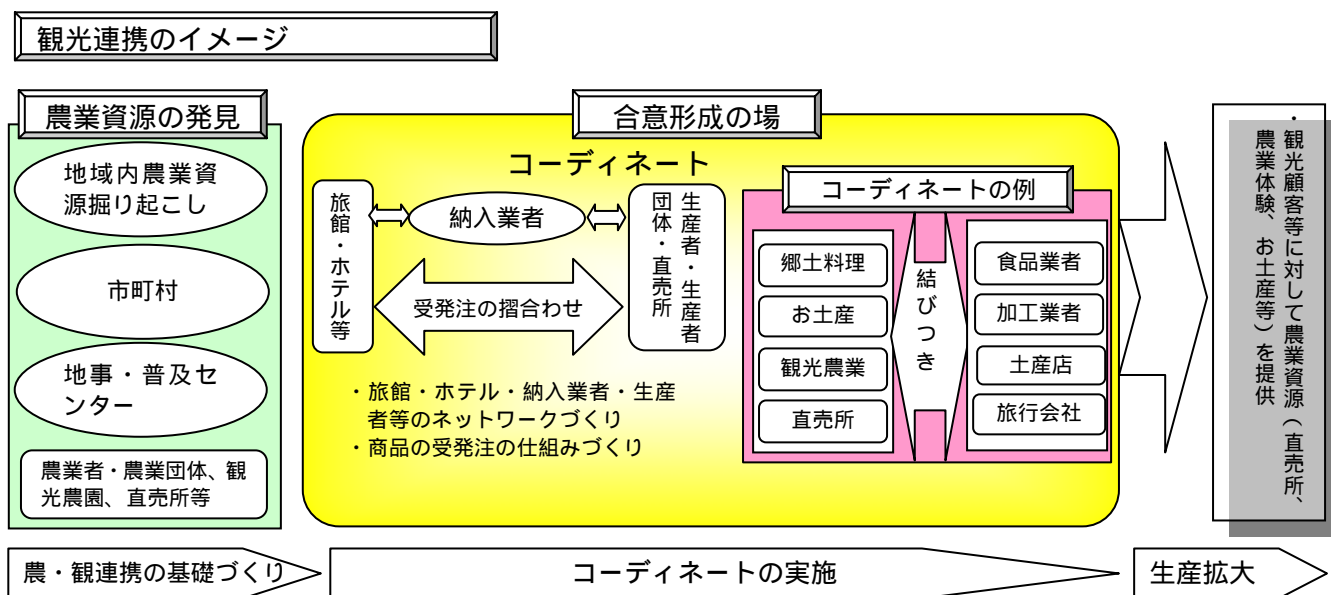 観光連携のイメージ
農業資源の発見
地域内農業資
源掘り起こし
市町村
地事・普及セ
ンター
農業者・農業団体、観
光農園、直売所等
合意形成の場
コーディネート
旅館・ホテル等
納入業者
生産者・生産者
団体・直売所
受発注の摺合わせ
・旅館・ホテル・納入業者・生産
者等のネットワークづくり
・商品の受発注の仕組みづくり
コーディネートの例
郷土料理
お土産
観光農業
直売所
結びつき
食品業者
加工業者
土産店
旅行会社
・観光顧客等に対して農業資源(直売所、
農業体験、お土産等)を提供
農・観連携の基礎づくり
コーディネートの実施
生産拡大